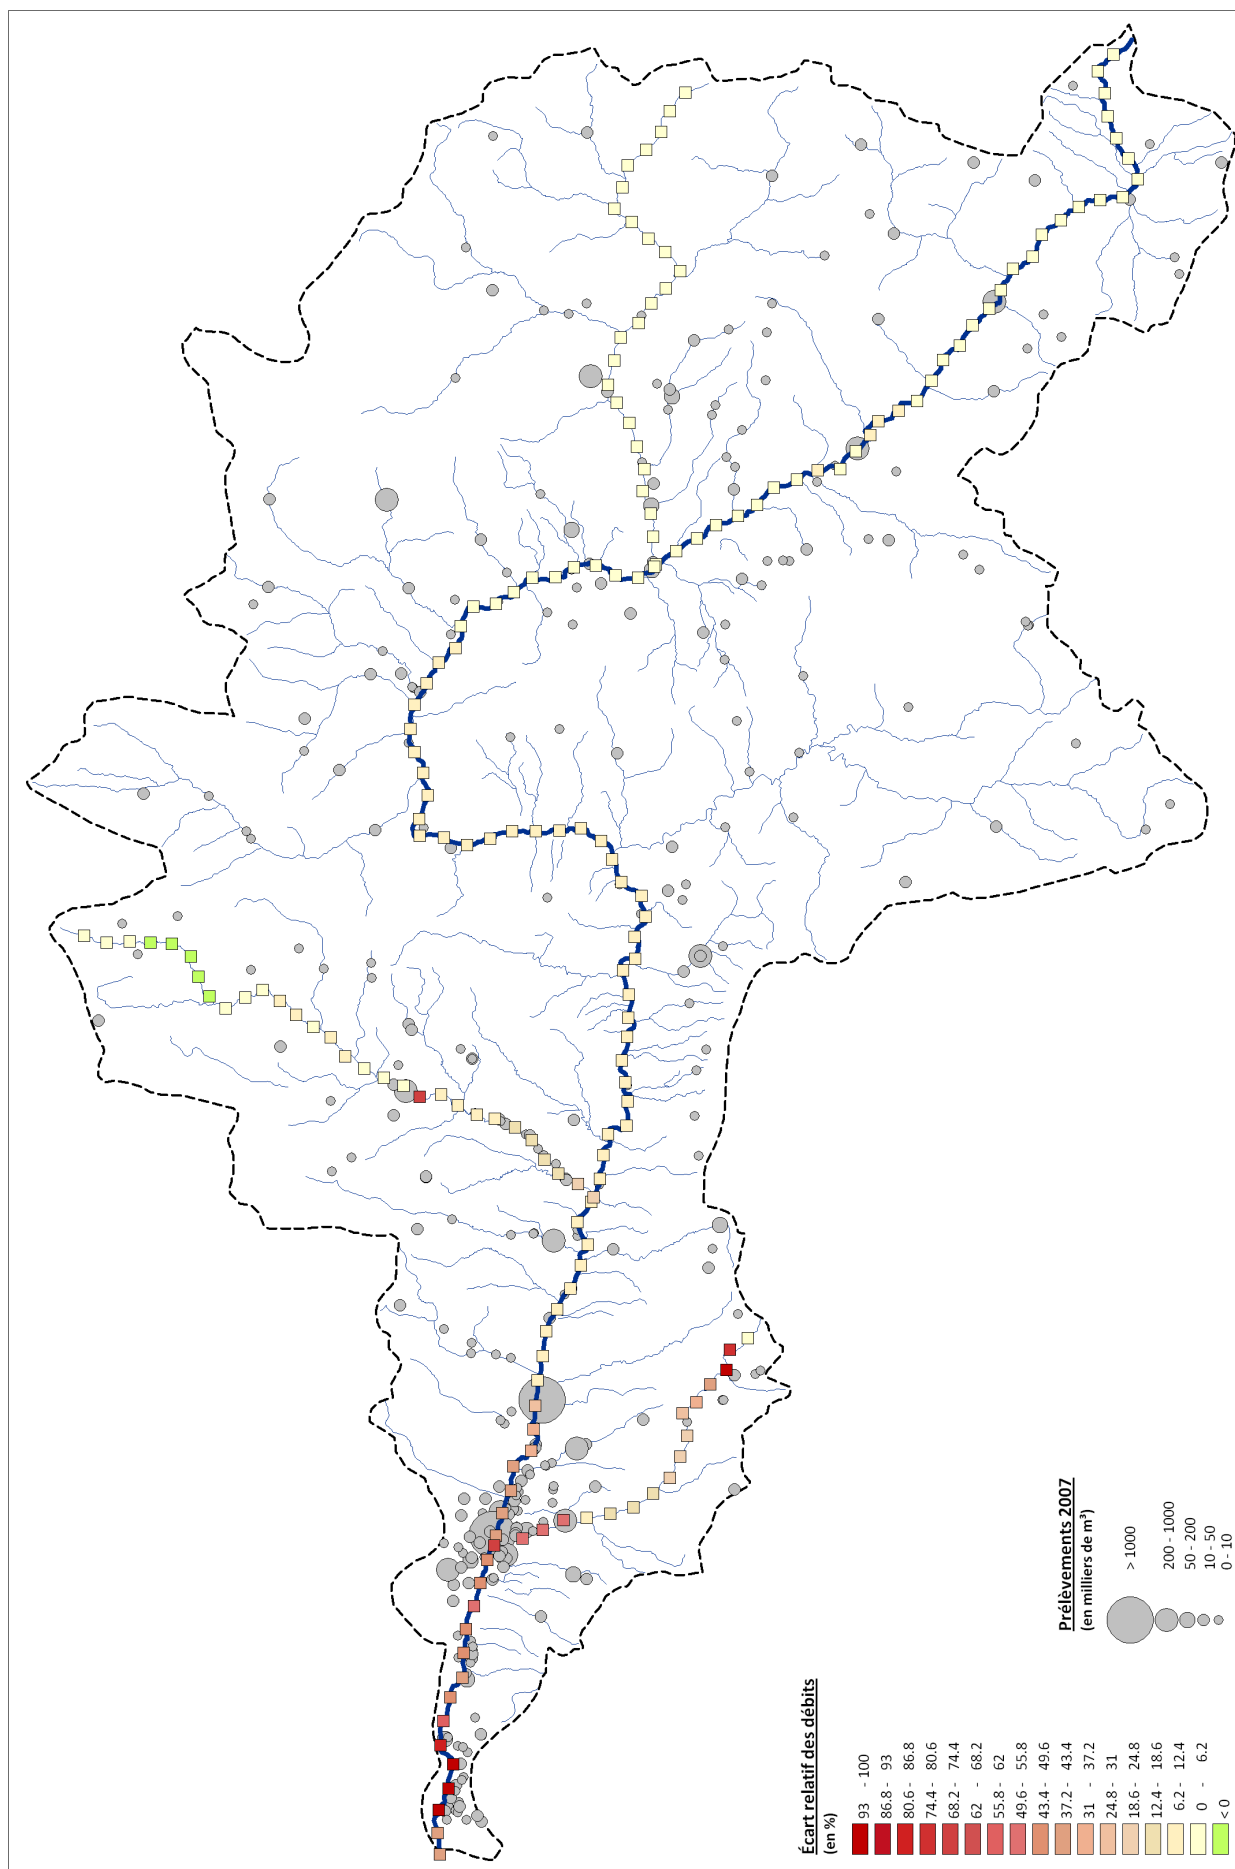 Écart relatif des débits
(en %)
93 - 100
86.8 - 93
80.6 - 86.8
74.4 - 80.6
68.2 - 74.4
62 - 68.2
55.8 - 62
49.6 - 55.8
43.4 - 49.6
37.2 - 43.4
31 - 37.2
24.8 - 31
18.6 - 24.8
12.4 - 18.6
6.2 - 12.4
0 - 6.2
< 0
Prélèvements 2007
(en milliers de m³)
> 1000
200 - 1000
50 - 200
10 - 50
0 - 10